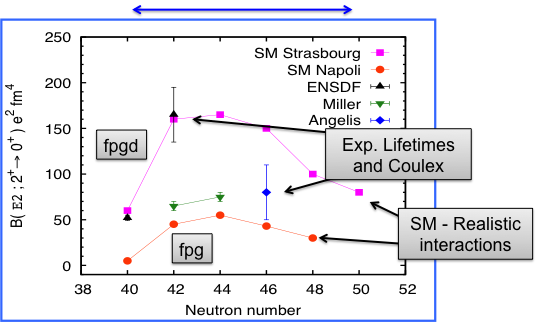 250
200
150
100
50
0
B( E2 ; 2⁺ → 0⁺ ) e² fm⁴
SM Strasbourg
SM Napoli
ENSDF
Miller
Angelis
fpgd
fpg
Exp. Lifetimes
and Coulex
SM - Realistic
interactions
38 40 42 44 46 48 50 52
Neutron number